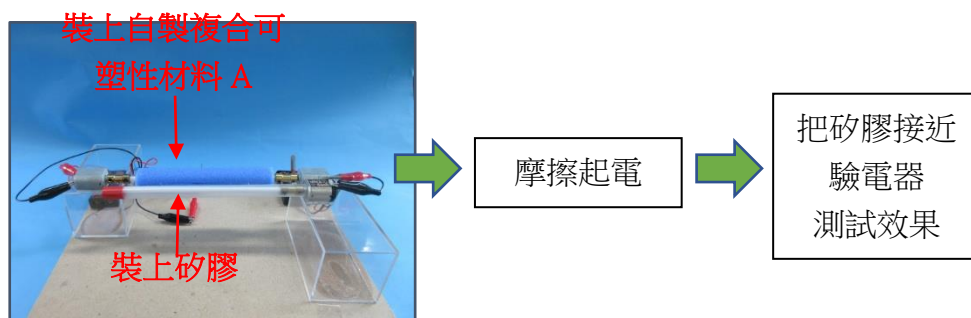 裝上自製複合可
塑性材料 A
裝上矽膠
摩擦起電
把矽膠接近
驗電器
測試效果